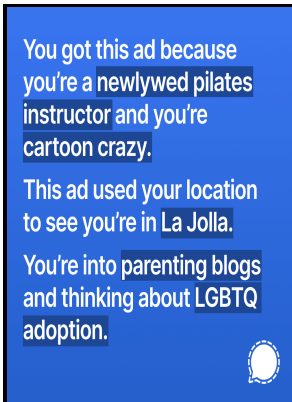 You got this ad because
you’re a newlywed pilates
instructor and you’re
cartoon crazy.
This ad used your location
to see you’re in La Jolla.
You’re into parenting blogs
and thinking about LGBTQ
adoption.